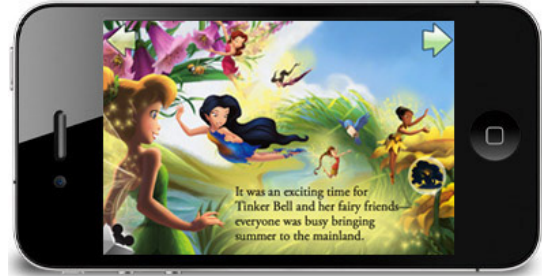 It was an exciting time for
Tinker Bell and her fairy friends—
everyone was busy bringing
summer to the mainland.